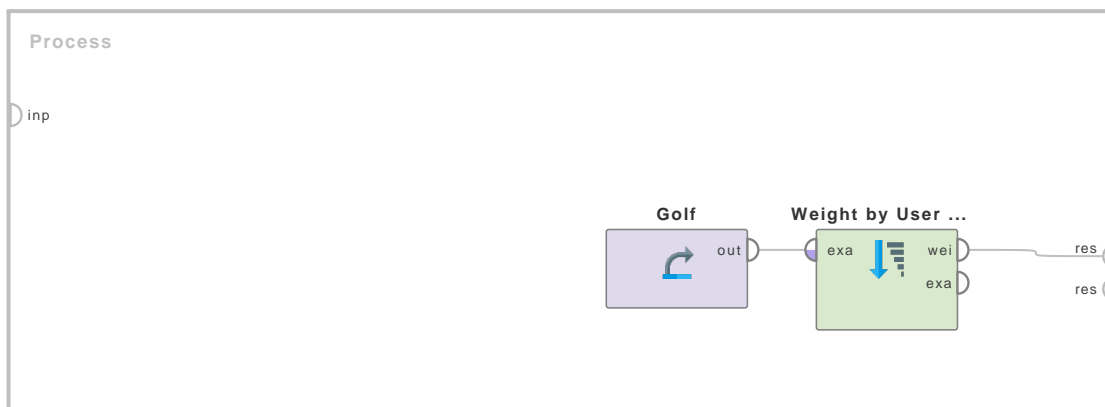 Process
inp
Golf
Weight by User ...
out
exa
wei
exa
res
res